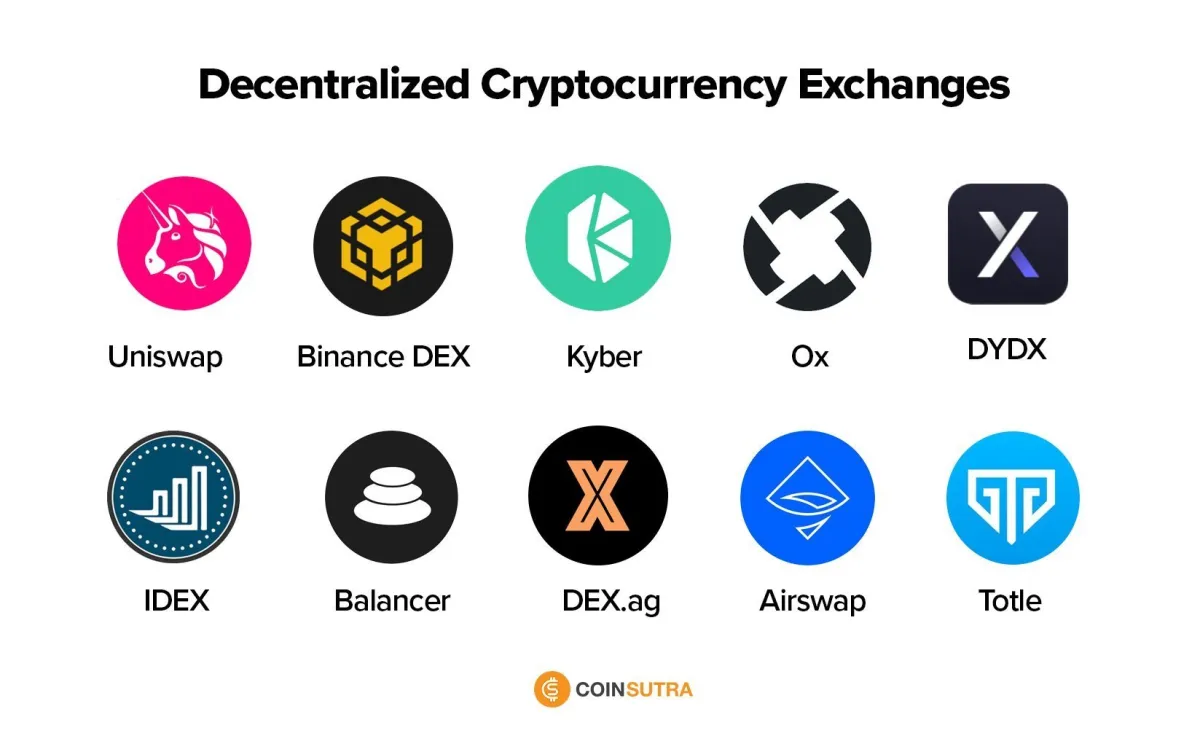 Decentralized Cryptocurrency Exchanges
Uniswap
Binance DEX
Kyber
Ox
DYDX
IDEX
Balancer
DEX.ag
Airswap
Totle
COINSUTRA